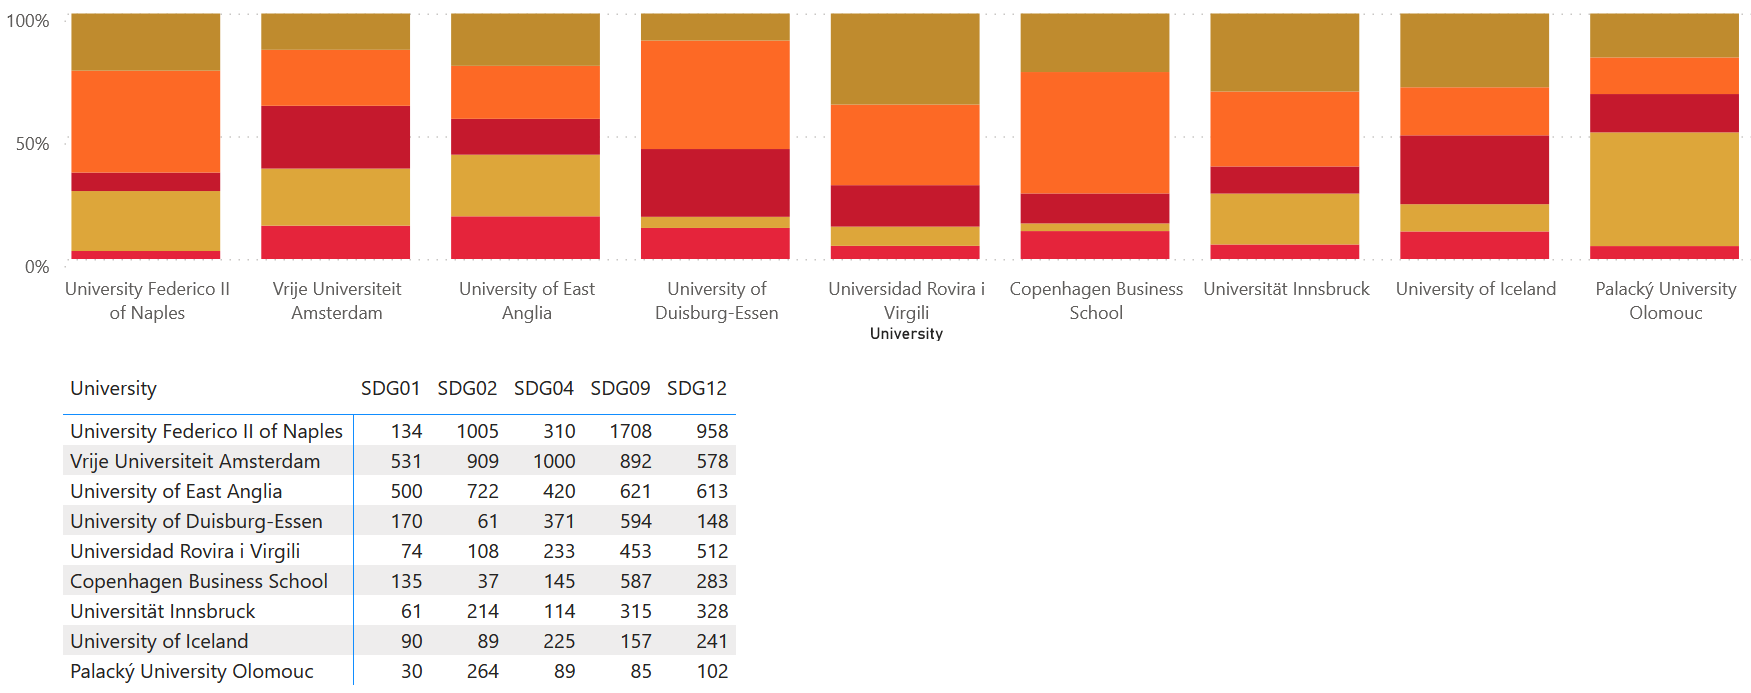 100%
50%
0%
University Federico II of Naples
Vrije Universiteit Amsterdam
University of East Anglia
University of Duisburg-Essen
Universidad Rovira i Virgili
Copenhagen Business School
Universität Innsbruck
University of Iceland
Palacký University Olomouc
University
University SDG01 SDG02 SDG04 SDG09 SDG12
University Federico II of Naples 134 1005 310 1708 958
Vrije Universiteit Amsterdam 531 909 1000 892 578
University of East Anglia 500 722 420 621 613
University of Duisburg-Essen 170 61 371 594 148
Universidad Rovira i Virgili 74 108 233 453 512
Copenhagen Business School 135 37 145 587 283
Universität Innsbruck 61 214 114 315 328
University of Iceland 90 89 225 157 241
Palacký University Olomouc 30 264 89 85 102